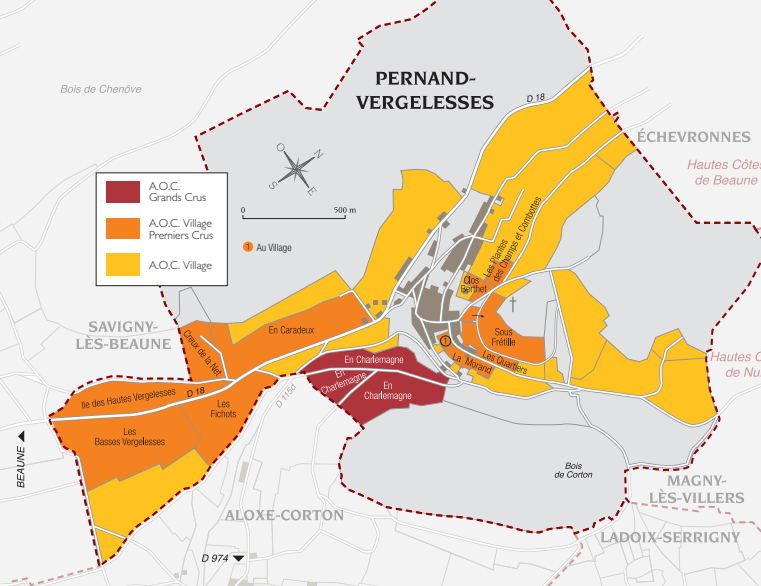 PERNAND-
VERGELESSES
D 18
Bois de Chenôve
ÉCHEVRONNES
Hautes Côtes
de Beaune
O
N
S
E
A.O.C.
Grands Crus
A.O.C. Village
Premiers Crus
A.O.C. Village
0
500 m
1 Au Village
Les Plantes
des Champs et Combottes
Clos
Berthet
Sous
Frétille
1
La Morand
Les Quartiers
SAVIGNY-
LÈS-BEAUNE
En Caradeux
Creux de la Net
En Charlemagne
En
Charlemagne
En
Charlemagne
Hautes C
de Nu
Ile des Hautes Vergelesses
D 18
D 115d
Les
Fichots
Les
Basses Vergelesses
BEAUNE
Bois
de Corton
MAGNY-
LÈS-VILLERS
ALOXE-CORTON
LADOIX-SERRIGNY
D 974